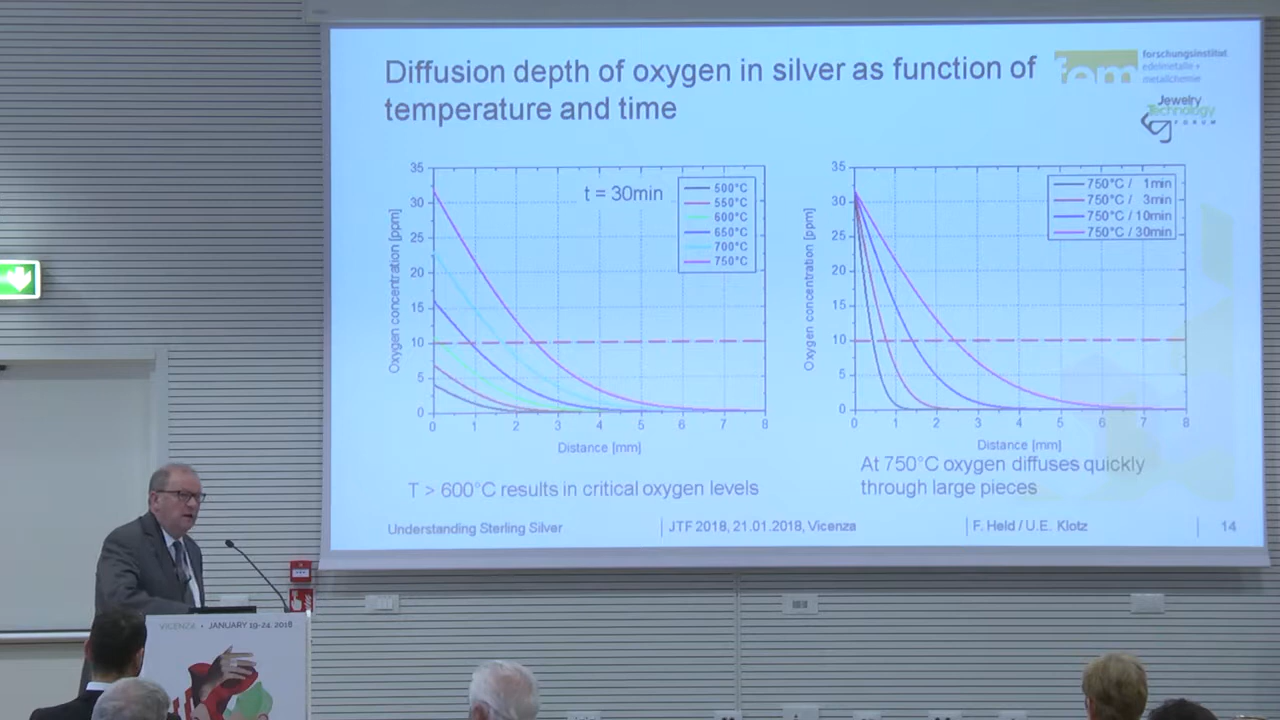 Diffusion depth of oxygen in silver as function of
temperature and time
fem
forschungsinstitut
edelmetalle +
metallchemie
Jewelry
Technology
FORUM
35
30
25
20
15
10
5
0
0 1 2 3 4 5 6 7 8
Oxygen concentration [ppm]
Distance [mm]
t = 30min
500°C
550°C
600°C
650°C
700°C
750°C
T > 600°C results in critical oxygen levels
35
30
25
20
15
10
5
0
0 1 2 3 4 5 6 7 8
Oxygen concentration [ppm]
Distance [mm]
750°C / 1min
750°C / 3min
750°C / 10min
750°C / 30min
At 750°C oxygen diffuses quickly
through large pieces
Understanding Sterling Silver
JTF 2018, 21.01.2018, Vicenza
F. Held / U.E. Klotz
14
VICENZA • JANUARY 19-24, 2018